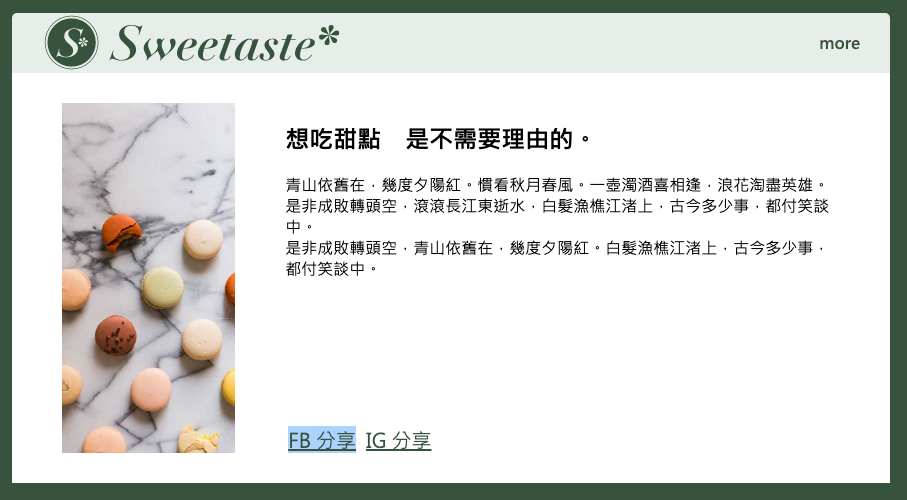 S* Sweetaste*
more
想吃甜點　是不需要理由的。
青山依舊在，幾度夕陽紅。慣看秋月春風。一壺濁酒喜相逢，浪花淘盡英雄。
是非成敗轉頭空，滾滾長江東逝水，白髮漁樵江渚上，古今多少事，都付笑談
中。
是非成敗轉頭空，青山依舊在，幾度夕陽紅。白髮漁樵江渚上，古今多少事，
都付笑談中。
FB 分享 IG 分享